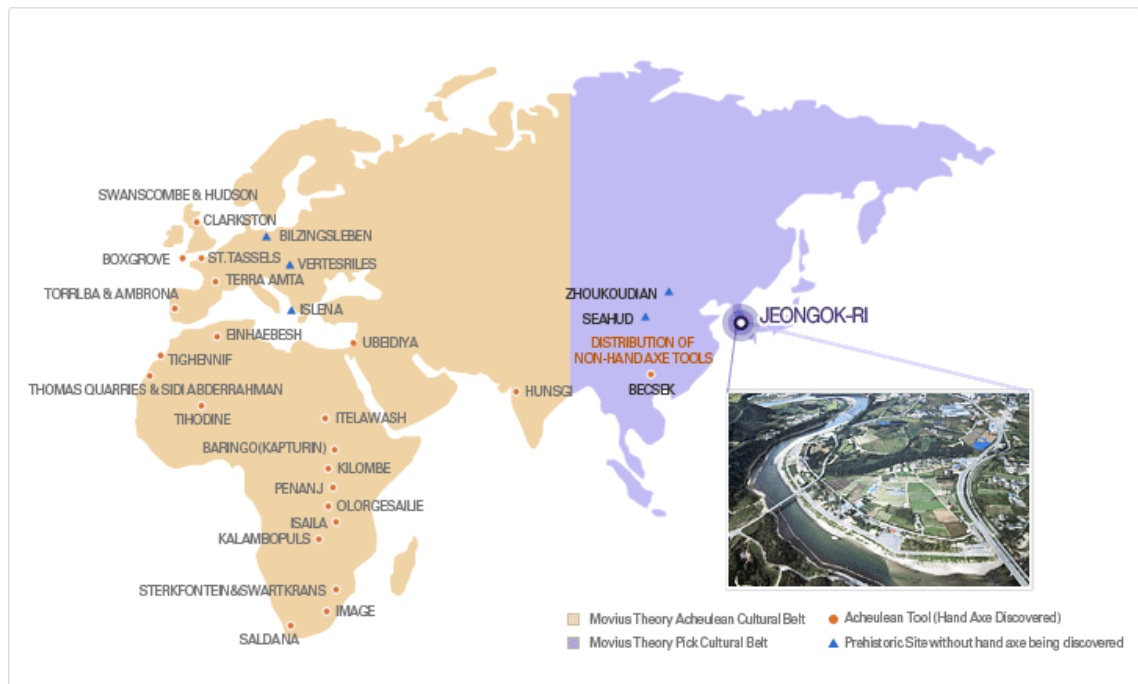 SWANSCOMBE & HUDSON
CLARKSTON
BILZINGSLEBEN
BOXGROVE
ST.TASSELS
VERTESRILES
TERRA AMTA
TORRLBA & AMBRONA
ISLENA
EINHAEBESH
UBEIDIYA
TIGHENNIF
THOMAS QUARRIES & SIDI ABDERRAHMAN
TIHODINE
ITELAWASH
BARINGO(KAPTURIN)
KILOMBE
PENANJ
OLORGESAILIE
ISAILA
KALAMBOPULS
STERKFONTEIN&SWARTKRANS
IMAGE
SALDANA
HUNSGI
ZHOUKOUDIAN
SEAHUD
JEONGOK-RI
DISTRIBUTION OF
NON-HAND AXE TOOLS
BECSEK
Movius Theory Acheulean Cultural Belt
Acheulean Tool (Hand Axe Discovered)
Movius Theory Pick Cultural Belt
Prehistoric Site without hand axe being discovered